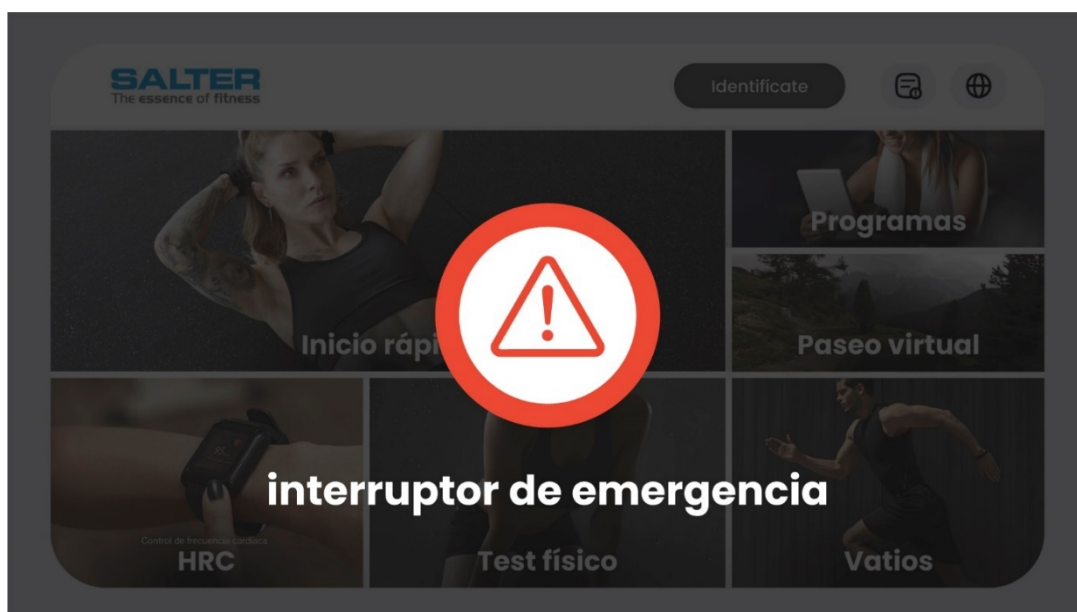 SALTER
The essence of fitness
Identifícate
Programas
Inicio rápi
Paseo virtual
interruptor de emergencia
Control de frecuencia cardíaca
HRC
Test físico
Vatios